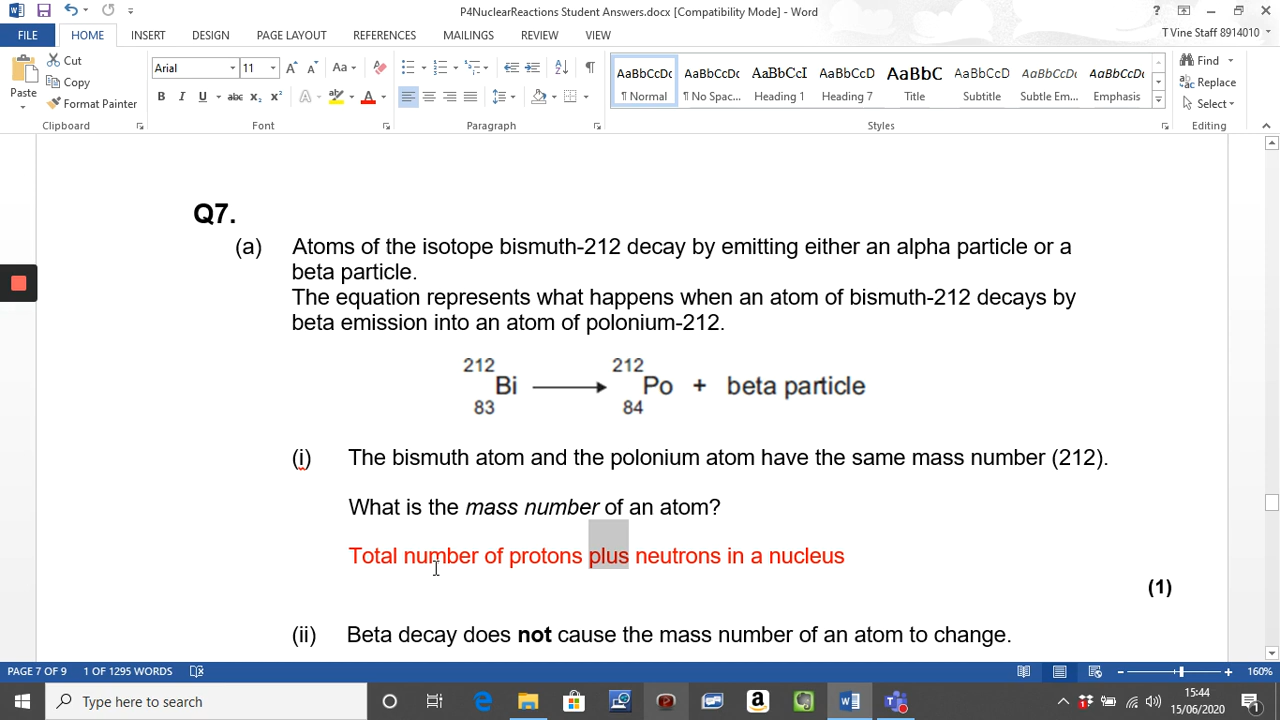 P4NuclearReactions Student Answers.docx [Compatibility Mode] - Word
FILE HOME INSERT DESIGN PAGE LAYOUT REFERENCES MAILINGS REVIEW VIEW T Vine Staff 8914010
Paste Cut Copy Format Painter
Arial 11
AaBbCcDc ¶ Normal
AaBbCcDc ¶ No Spac...
AaBbCcI Heading 1
AaBbCcDc Heading 7
AaBbC Title
AaBbCcDc Subtitle
AaBbCcDc Subtle Em...
AaBbCcDc Emphasis
Find
Replace
Select
Clipboard Font Paragraph Styles Editing
Q7.
(a) Atoms of the isotope bismuth-212 decay by emitting either an alpha particle or a
beta particle.
The equation represents what happens when an atom of bismuth-212 decays by
beta emission into an atom of polonium-212.
212 212
Bi Po + beta particle
83 84
(i) The bismuth atom and the polonium atom have the same mass number (212).
What is the mass number of an atom?
Total number of protons plus neutrons in a nucleus
(1)
(ii) Beta decay does not cause the mass number of an atom to change.
PAGE 7 OF 9 1 OF 1295 WORDS 160%
Type here to search
15:44
15/06/2020